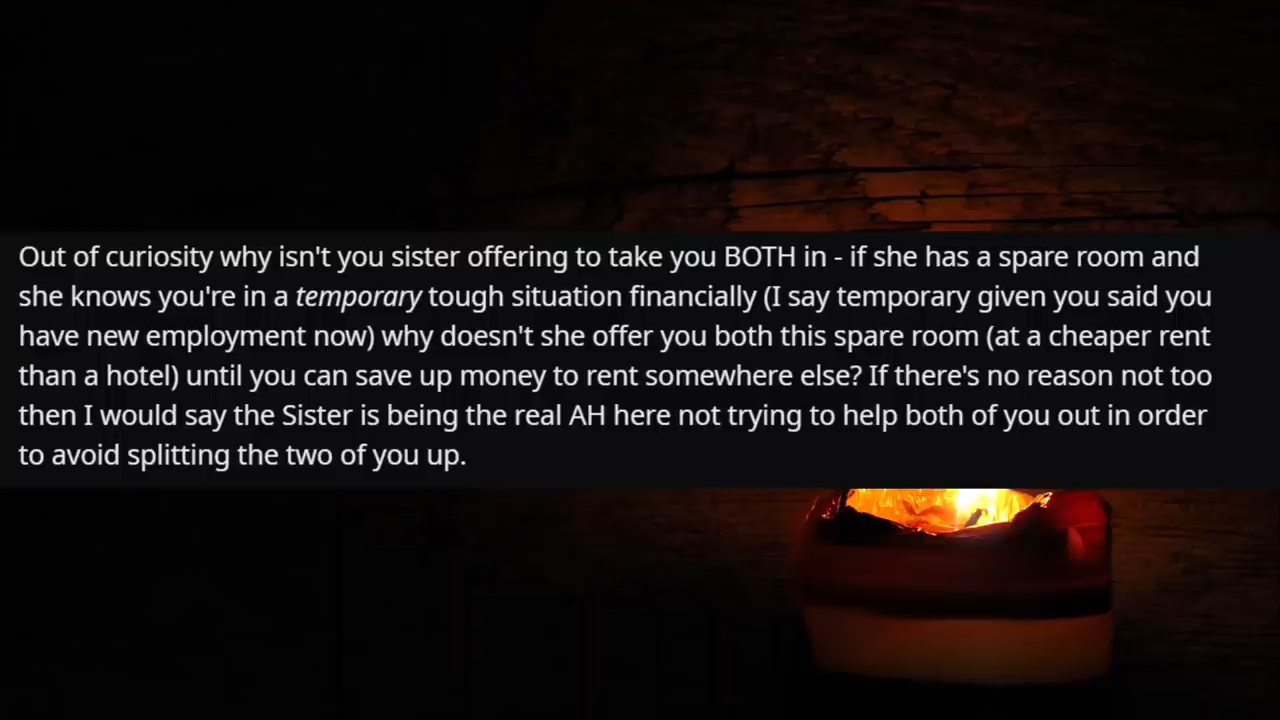 Out of curiosity why isn't you sister offering to take you BOTH in - if she has a spare room and
she knows you're in a temporary tough situation financially (I say temporary given you said you
have new employment now) why doesn't she offer you both this spare room (at a cheaper rent
than a hotel) until you can save up money to rent somewhere else? If there's no reason not too
then I would say the Sister is being the real AH here not trying to help both of you out in order
to avoid splitting the two of you up.